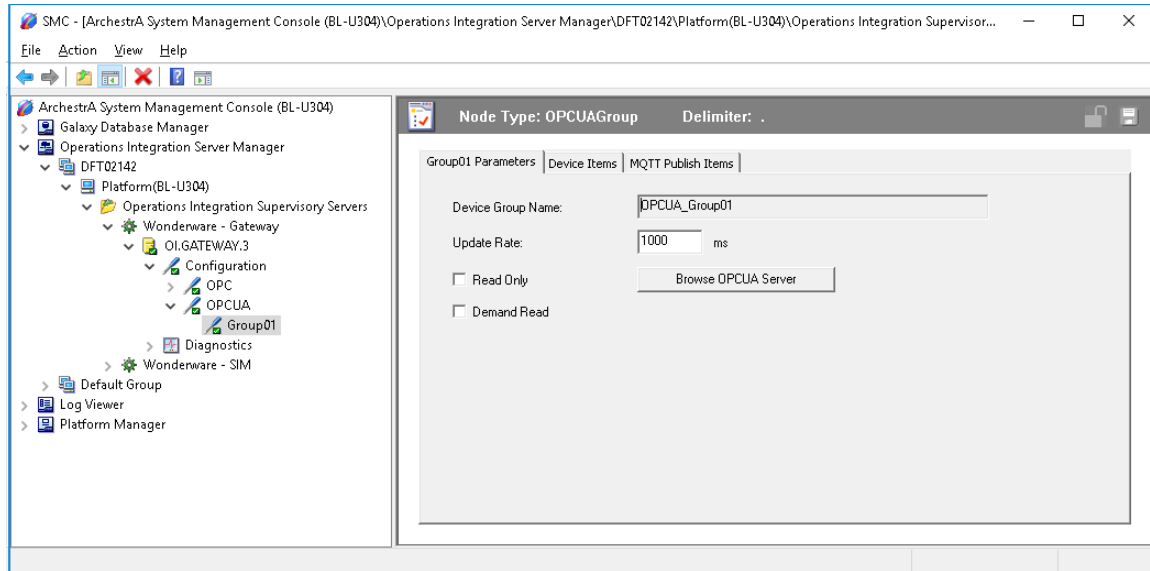 SMC - [ArchestrA System Management Console (BL-U304)\Operations Integration Server Manager\DFT02142\Platform(BL-U304)\Operations Integration Supervisor...
File Action View Help
ArchestrA System Management Console (BL-U304)
Galaxy Database Manager
Operations Integration Server Manager
DFT02142
Platform(BL-U304)
Operations Integration Supervisory Servers
Wonderware - Gateway
OI.GATEWAY.3
Configuration
OPC
OPCUA
Group01
Diagnostics
Wonderware - SIM
Default Group
Log Viewer
Platform Manager
Node Type: OPCUAGroup Delimiter: .
Group01 Parameters Device Items MQTT Publish Items
Device Group Name: OPCUA_Group01
Update Rate: 1000 ms
Read Only Browse OPCUA Server
Demand Read